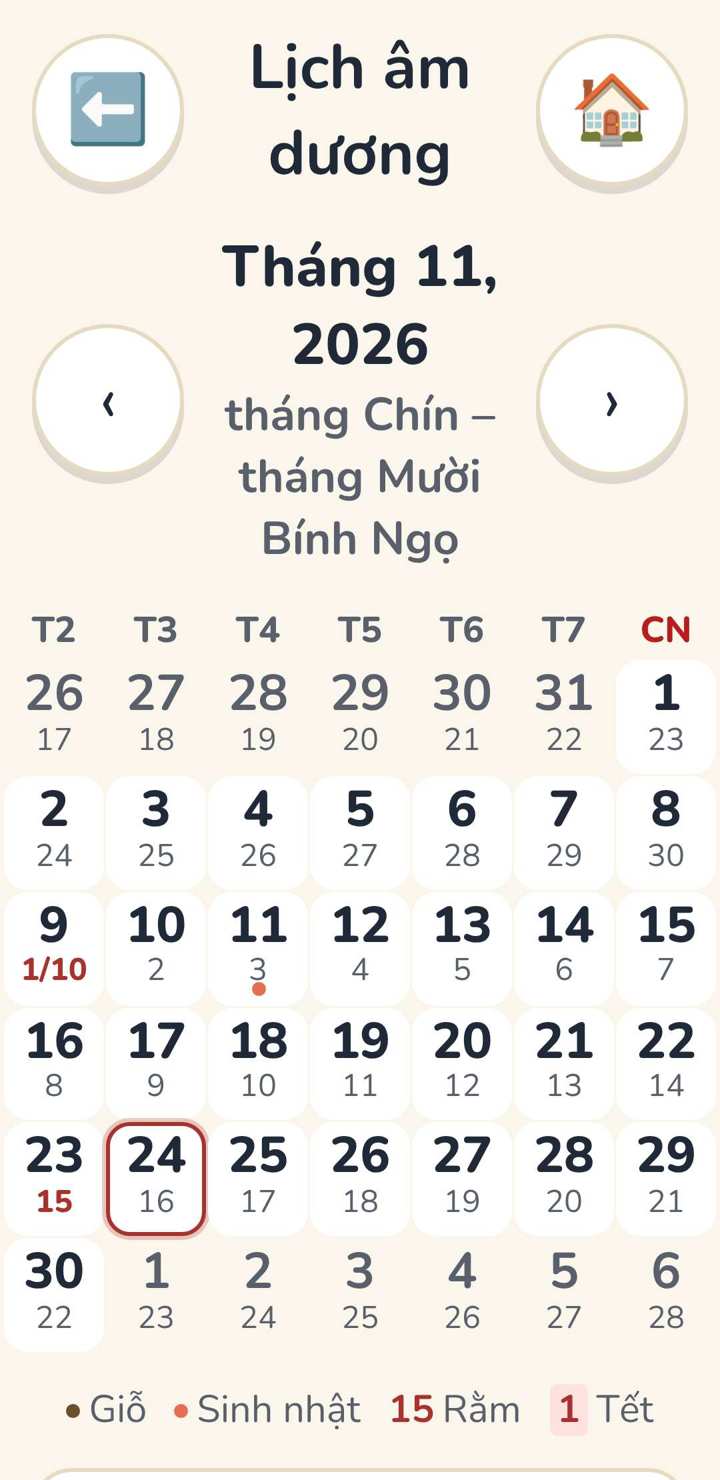 Lịch âm
dương
Tháng 11,
2026
‹
›
tháng Chín –
tháng Mười
Bính Ngọ
T2 T3 T4 T5 T6 T7 CN
26 27 28 29 30 31 1
17 18 19 20 21 22 23
2 3 4 5 6 7 8
24 25 26 27 28 29 30
9 10 11 12 13 14 15
1/10 2 3 4 5 6 7
16 17 18 19 20 21 22
8 9 10 11 12 13 14
23 24 25 26 27 28 29
15 16 17 18 19 20 21
30 1 2 3 4 5 6
22 23 24 25 26 27 28
Giỗ Sinh nhật 15 Rằm 1 Tết